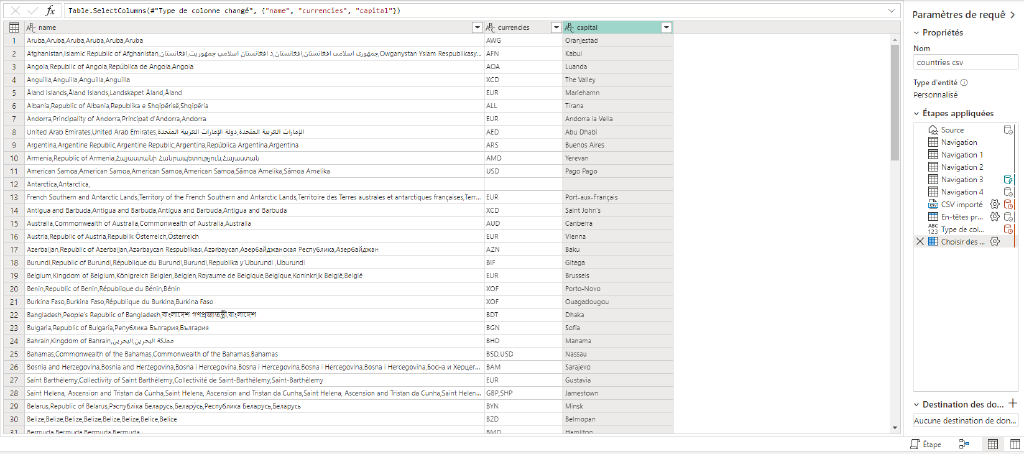 Table.SelectColumns(#"Type de colonne changé", {"name", "currencies", "capital"})
name currencies capital
1 Aruba,Aruba,Aruba,Aruba,Aruba,Aruba AWG Oranjestad
2 Afghanistan,Islamic Republic of Afghanistan, AFN Kabul
3 Angola,Republic of Angola,República de Angola,Angola AOA Luanda
4 Anguilla,Anguilla,Anguilla,Anguilla XCD The Valley
5 Åland Islands,Åland Islands,Landskapet Åland,Åland EUR Mariehamn
6 Albania,Republic of Albania,Republika e Shqipërisë,Shqipëria ALL Tirana
7 Andorra,Principality of Andorra,Principat d'Andorra,Andorra EUR Andorra la Vella
8 United Arab Emirates,United Arab Emirates,دولة الإمارات العربية المتحدة,الإمارات العربية المتحدة AED Abu Dhabi
9 Argentina,Argentine Republic,Argentine Republic,Argentina,República Argentina,Argentina ARS Buenos Aires
10 Armenia,Republic of Armenia,Հայաստանի Հանրապետություն,Հայաստան AMD Yerevan
11 American Samoa,American Samoa,American Samoa,American Samoa,Sāmoa Amelika,Sāmoa Amelika USD Pago Pago
12 Antarctica,Antarctica,
13 French Southern and Antarctic Lands,Territory of the French Southern and Antarctic Lands,Territoire des Terres australes et antarctiques françaises,Terr... EUR Port-aux-Français
14 Antigua and Barbuda,Antigua and Barbuda,Antigua and Barbuda,Antigua and Barbuda XCD Saint John's
15 Australia,Commonwealth of Australia,Commonwealth of Australia,Australia AUD Canberra
16 Austria,Republic of Austria,Republik Österreich,Österreich EUR Vienna
17 Azerbaijan,Republic of Azerbaijan,Azərbaycan Respublikası,Azərbaycan,Азербайджанская Республика,Азербайджан AZN Baku
18 Burundi,Republic of Burundi,République du Burundi,Burundi,Republika y'Uburundi ,Uburundi BIF Gitega
19 Belgium,Kingdom of Belgium,Königreich Belgien,Belgien,Royaume de Belgique,Belgique,Koninkrijk België,België EUR Brussels
20 Benin,Republic of Benin,République du Bénin,Bénin XOF Porto-Novo
21 Burkina Faso,Burkina Faso,République du Burkina,Burkina Faso XOF Ouagadougou
22 Bangladesh,People's Republic of Bangladesh,বাংলাদেশ গণপ্রজাতন্ত্রী,বাংলাদেশ BDT Dhaka
23 Bulgaria,Republic of Bulgaria,Република България,България BGN Sofia
24 Bahrain,Kingdom of Bahrain,مملكة البحرين,‏البحرين BHD Manama
25 Bahamas,Commonwealth of the Bahamas,Commonwealth of the Bahamas,Bahamas BSD,USD Nassau
26 Bosnia and Herzegovina,Bosnia and Herzegovina,Bosna i Hercegovina,Bosna i Hercegovina,Bosna i Hercegovina,Bosna i Hercegovina,Босна и Херцег... BAM Sarajevo
27 Saint Barthélemy,Collectivity of Saint Barthélemy,Collectivité de Saint-Barthélemy,Saint-Barthélemy EUR Gustavia
28 Saint Helena, Ascension and Tristan da Cunha,Saint Helena, Ascension and Tristan da Cunha,Saint Helena, Ascension and Tristan da Cunha,Saint Helen... GBP,SHP Jamestown
29 Belarus,Republic of Belarus,Рэспубліка Беларусь,Белару́сь,Республика Беларусь,Беларусь BYN Minsk
30 Belize,Belize,Belize,Belize,Belize,Belize,Belice,Belice BZD Belmopan
31 Bermuda,Bermuda,Bermuda,Bermuda BMD Hamilton
Paramètres de requê
Propriétés
Nom
countries csv
Type d'entité
Personnalisé
Étapes appliquées
Source
Navigation
Navigation 1
Navigation 2
Navigation 3
Navigation 4
CSV importé
En-têtes pr...
Type de col...
Choisir des ...
Destination des do...
Aucune destination de don...
Étape